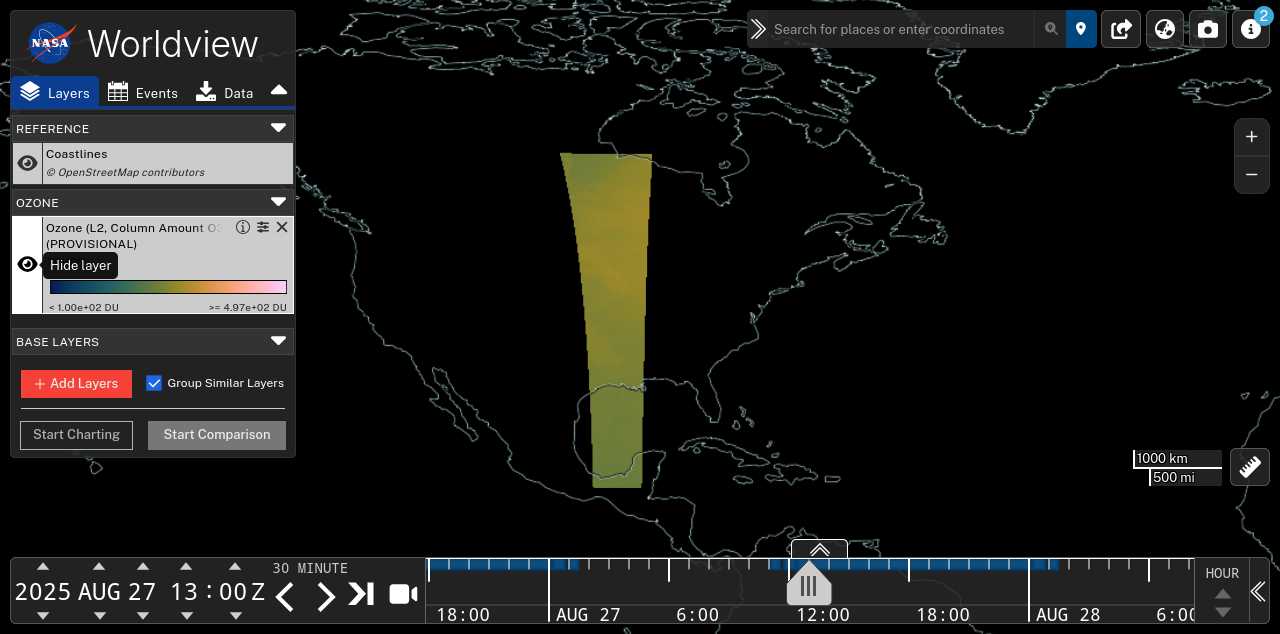 NASA Worldview
Search for places or enter coordinates
2
Layers Events Data
REFERENCE
Coastlines
© OpenStreetMap contributors
OZONE
Ozone (L2, Column Amount
(PROVISIONAL)
Hide layer
< 1.00e+02 DU >= 4.97e+02 DU
BASE LAYERS
+ Add Layers Group Similar Layers
Start Charting Start Comparison
+
−
1000 km
500 mi
30 MINUTE
2025 AUG 27 13 : 00 Z
HOUR
18:00 AUG 27 6:00 12:00 18:00 AUG 28 6:00